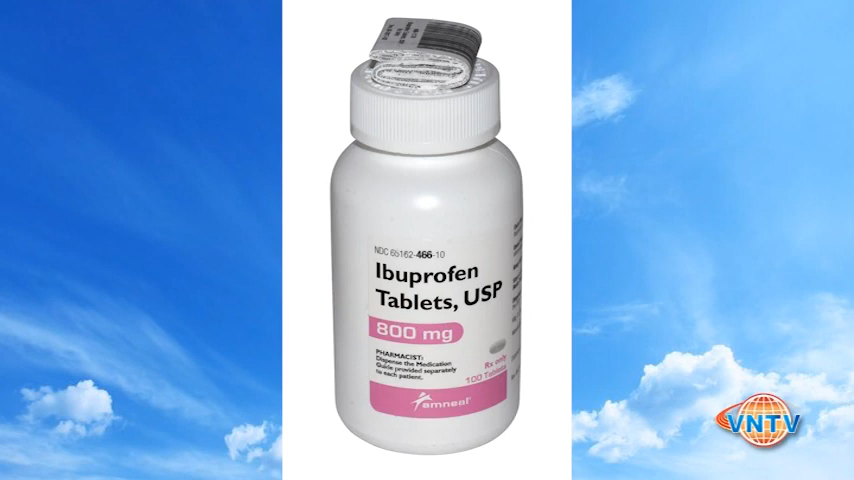 NDC 65162-466-10
Ibuprofen
Tablets, USP
800 mg
PHARMACIST:
Dispense the Medication
Guide provided separately
to each patient.
Rx only
100 Tablets
amneal®
VNTV